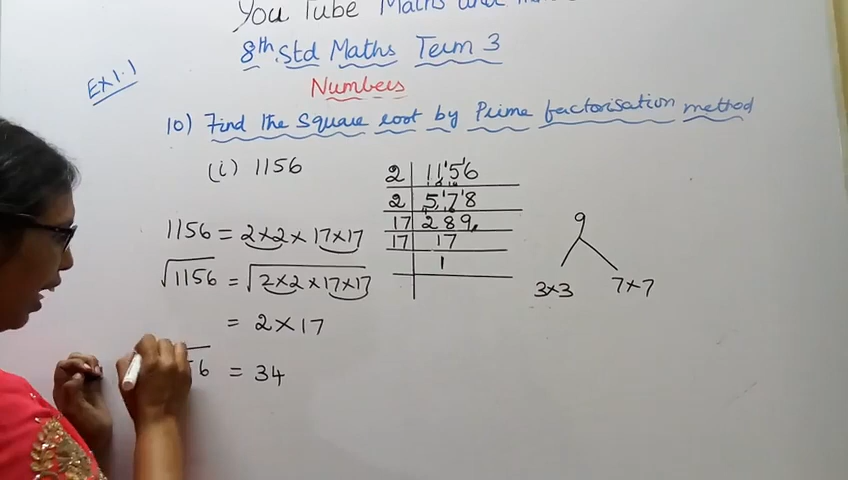 You Tube Maths and
8th Std Maths Term 3
Ex 1.1
Numbers
10) Find the Square root by Prime factorisation method
(i) 1156
2 | 1156
2 | 578
17 | 289
17 | 17
1
1156 = 2×2 × 17×17
√1156 = √2×2 × 17×17
= 2×17
56 = 34
9
3×3 7×7